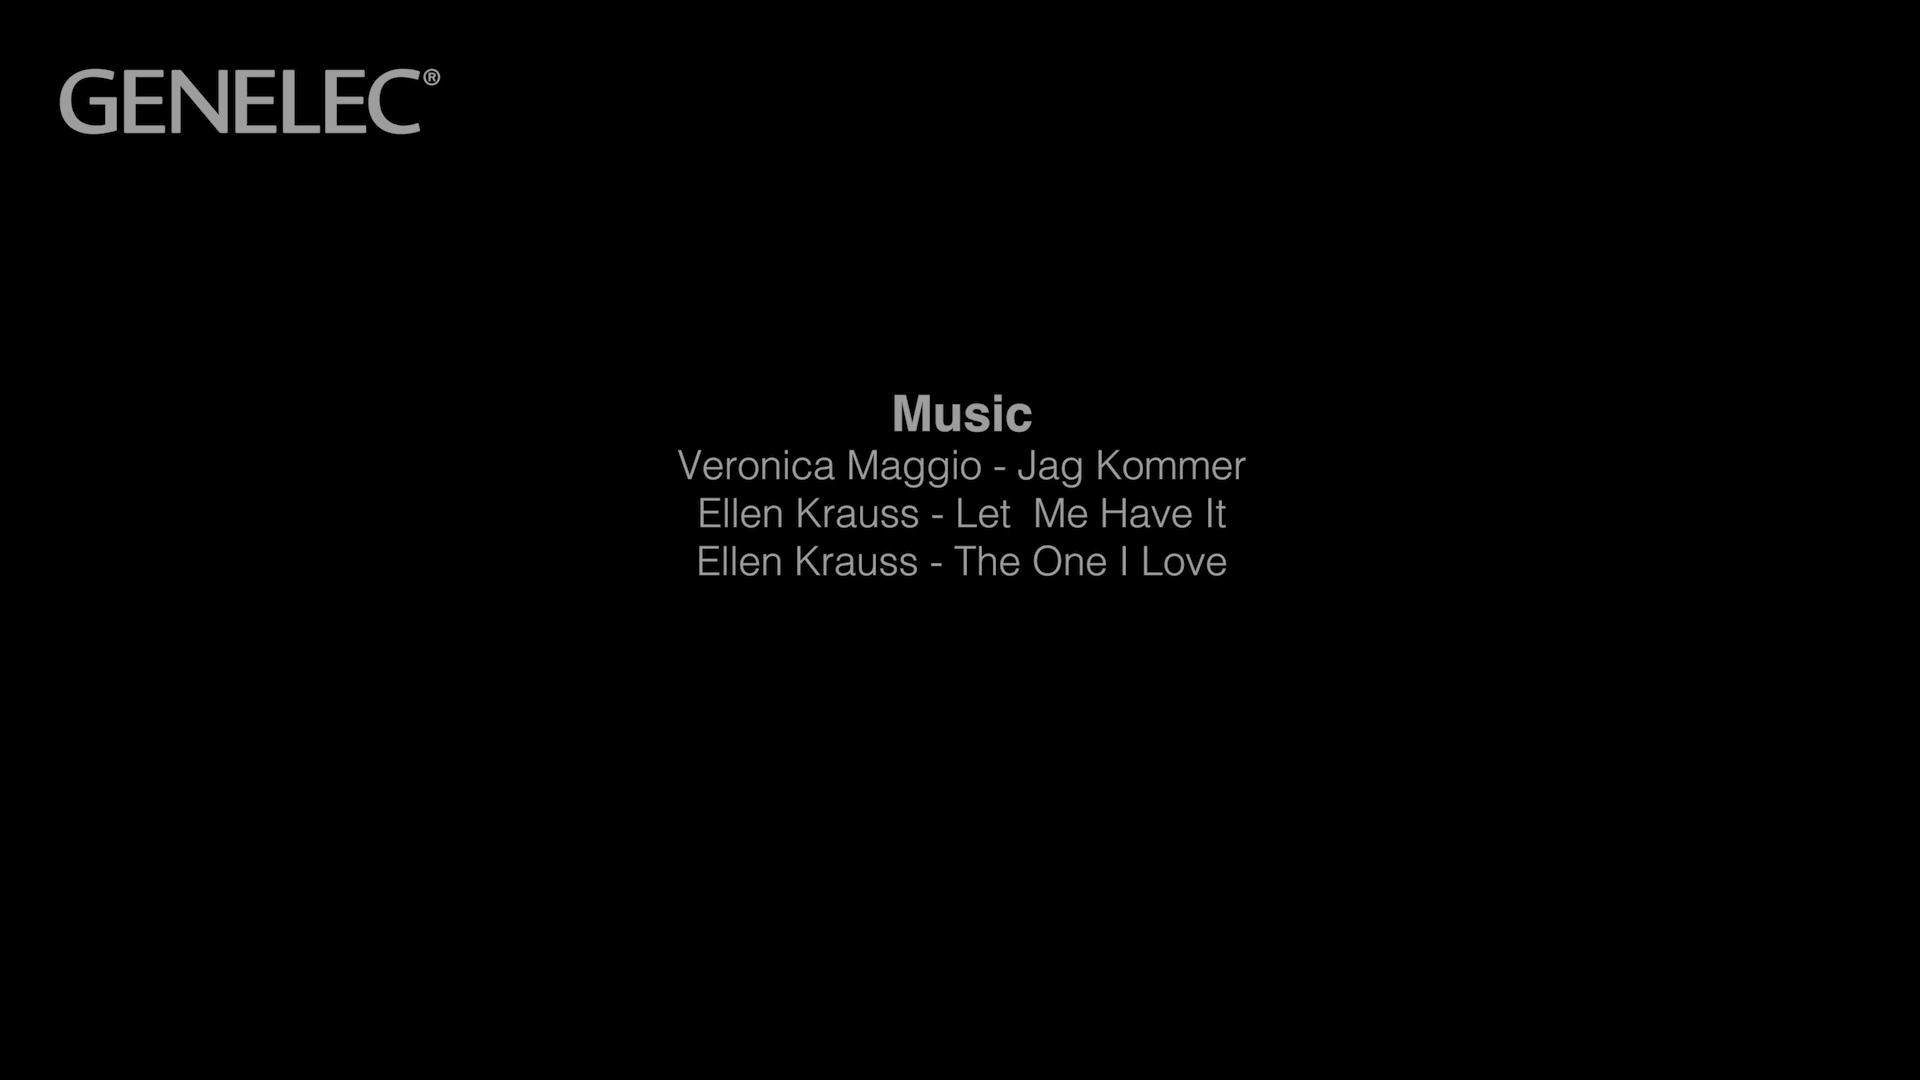 GENELEC®
Music
Veronica Maggio - Jag Kommer
Ellen Krauss - Let  Me Have It
Ellen Krauss - The One I Love